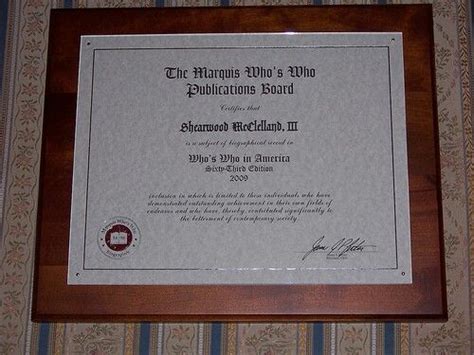 The Marquis Who's Who
Publications Board
Certifies that
Shearwood McClelland, III
is a subject of biographical record in
Who's Who in America
Sixty-Third Edition
2009
inclusion in which is limited to those individuals who have
demonstrated outstanding achievement in their own fields of
endeavor and who have, thereby, contributed significantly to
the betterment of contemporary society.